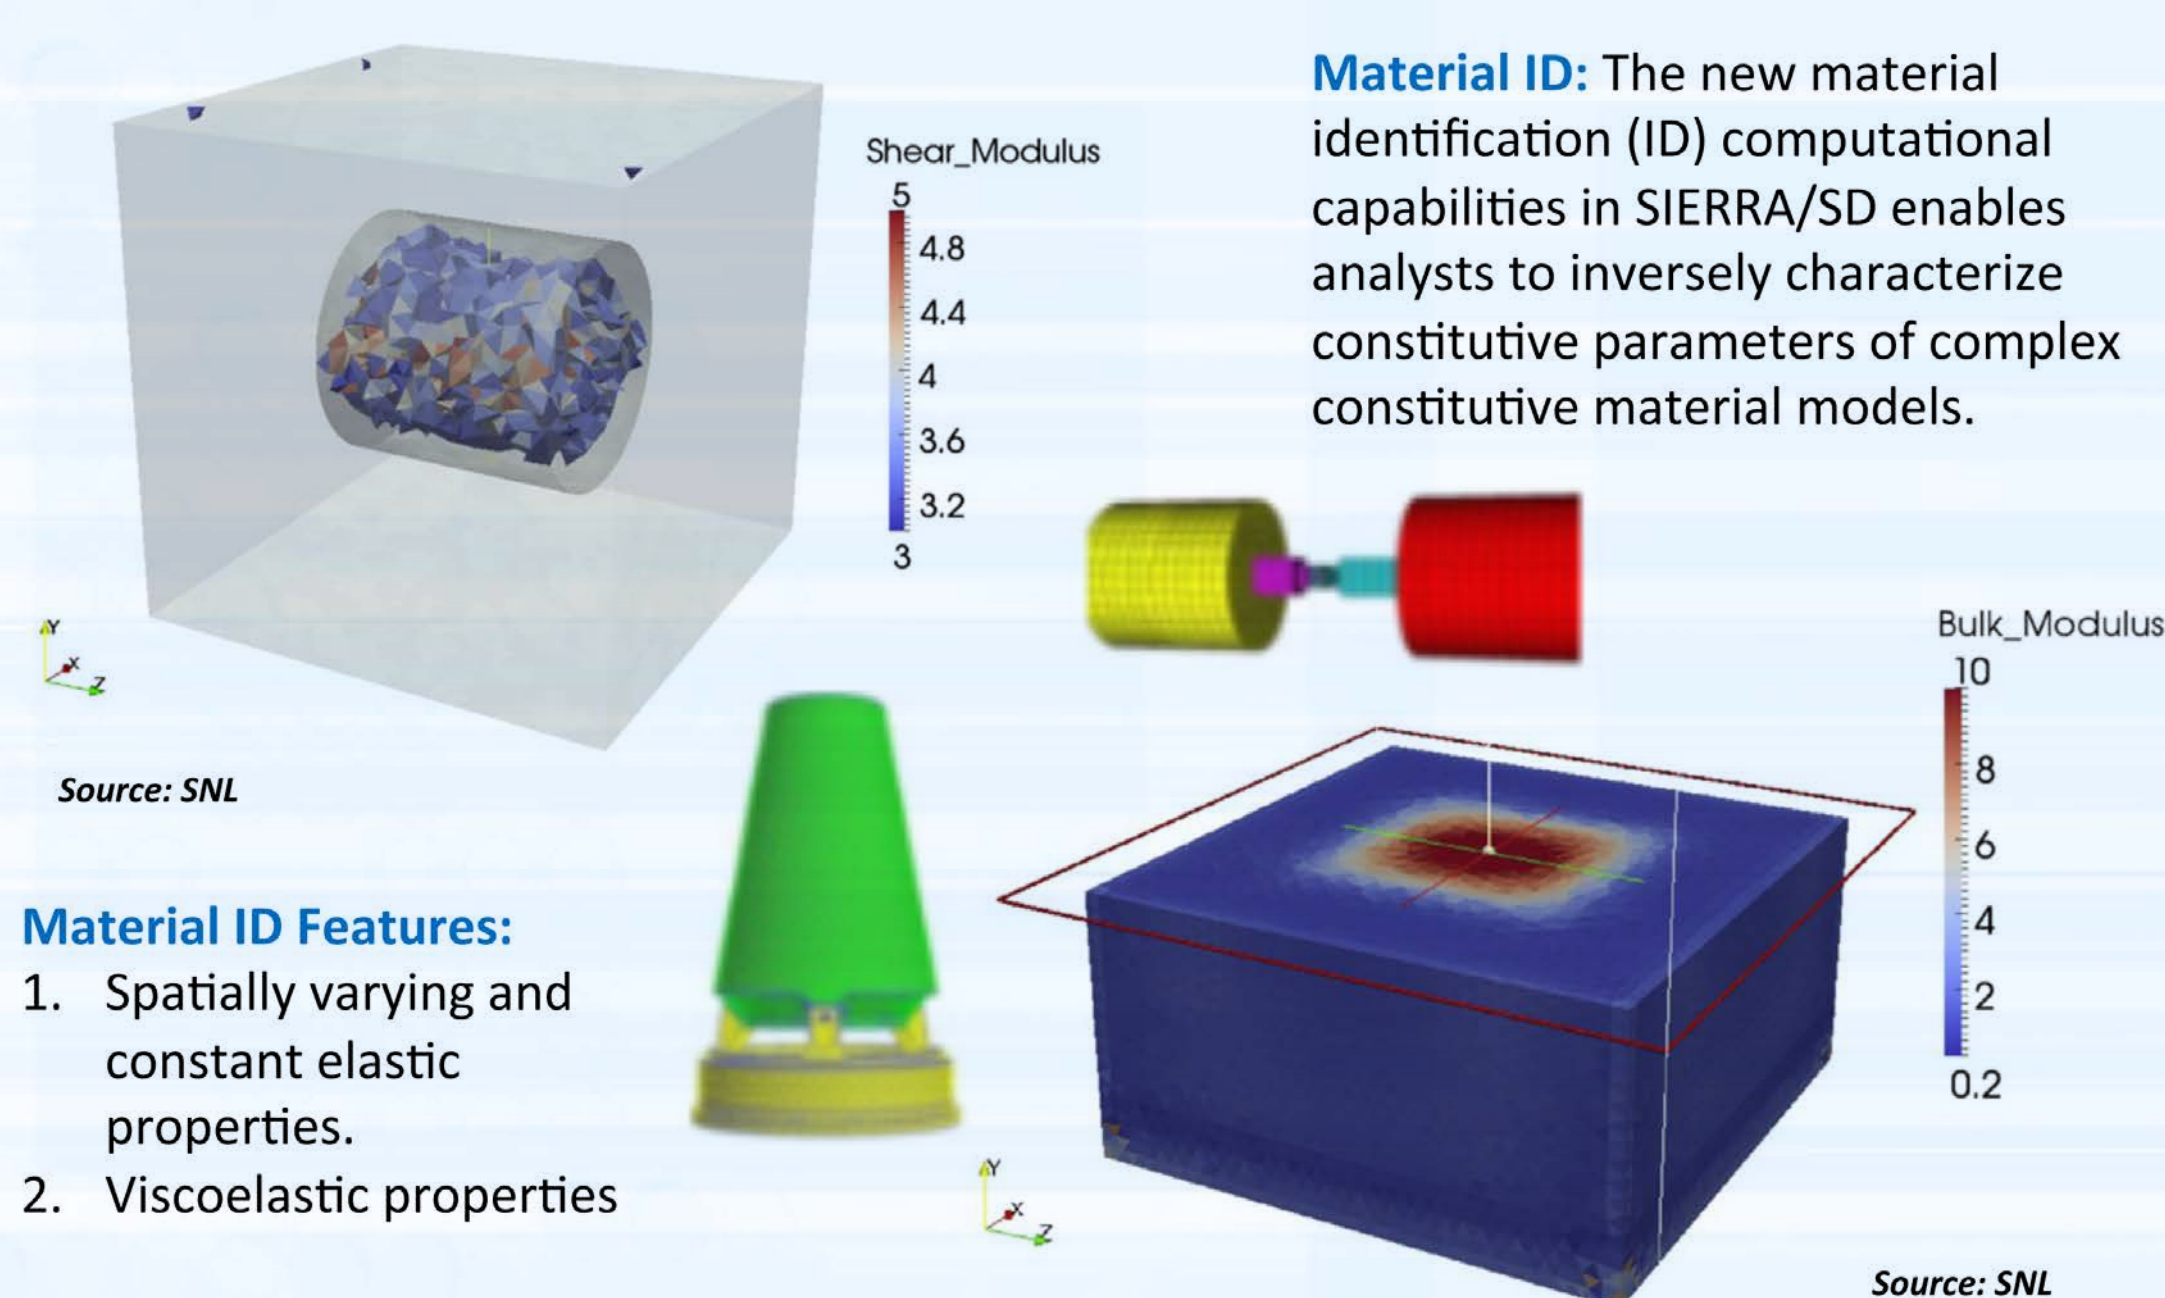 Material ID: The new material
identification (ID) computational
capabilities in SIERRA/SD enables
analysts to inversely characterize
constitutive parameters of complex
constitutive material models.
Shear_Modulus
5
4.8
4.4
4
3.6
3.2
3
Y
X
Z
Source: SNL
Bulk_Modulus
10
8
6
4
2
0.2
Material ID Features:
1. Spatially varying and
constant elastic
properties.
2. Viscoelastic properties
Y
X
Z
Source: SNL